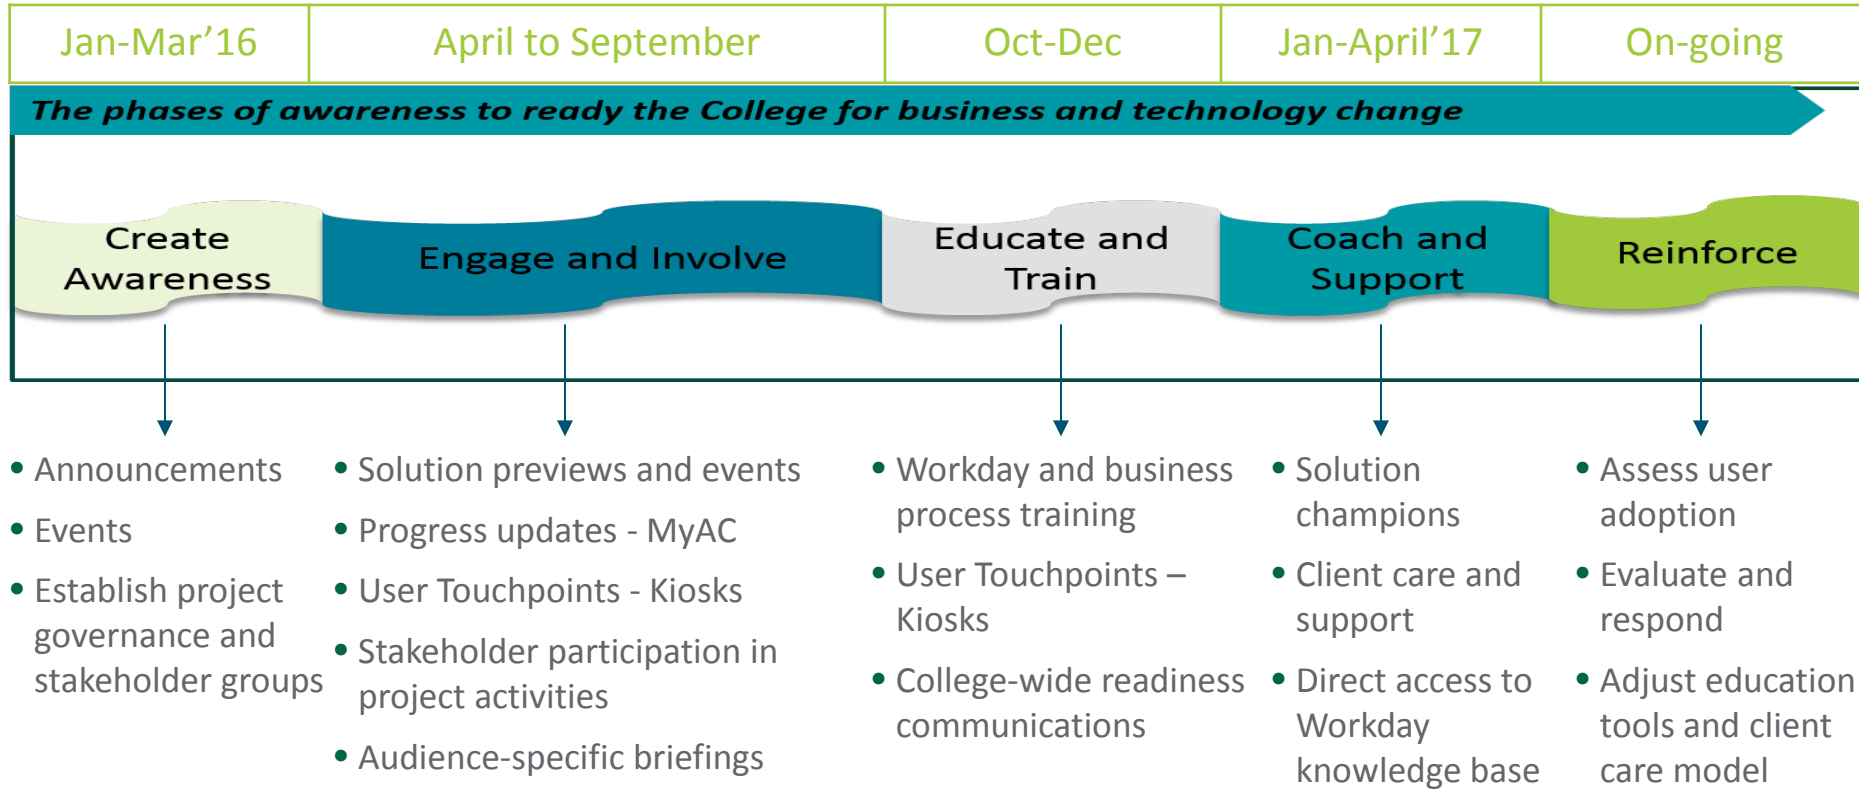 Jan-Mar’16
April to September
Oct-Dec
Jan-April’17
On-going
The phases of awareness to ready the College for business and technology change
Create
Awareness
Engage and Involve
Educate and
Train
Coach and
Support
Reinforce
• Announcements
• Events
• Establish project
governance and
stakeholder groups
• Solution previews and events
• Progress updates - MyAC
• User Touchpoints - Kiosks
• Stakeholder participation in
project activities
• Audience-specific briefings
• Workday and business
process training
• User Touchpoints –
Kiosks
• College-wide readiness
communications
• Solution
champions
• Client care and
support
• Direct access to
Workday
knowledge base
• Assess user
adoption
• Evaluate and
respond
• Adjust education
tools and client
care model